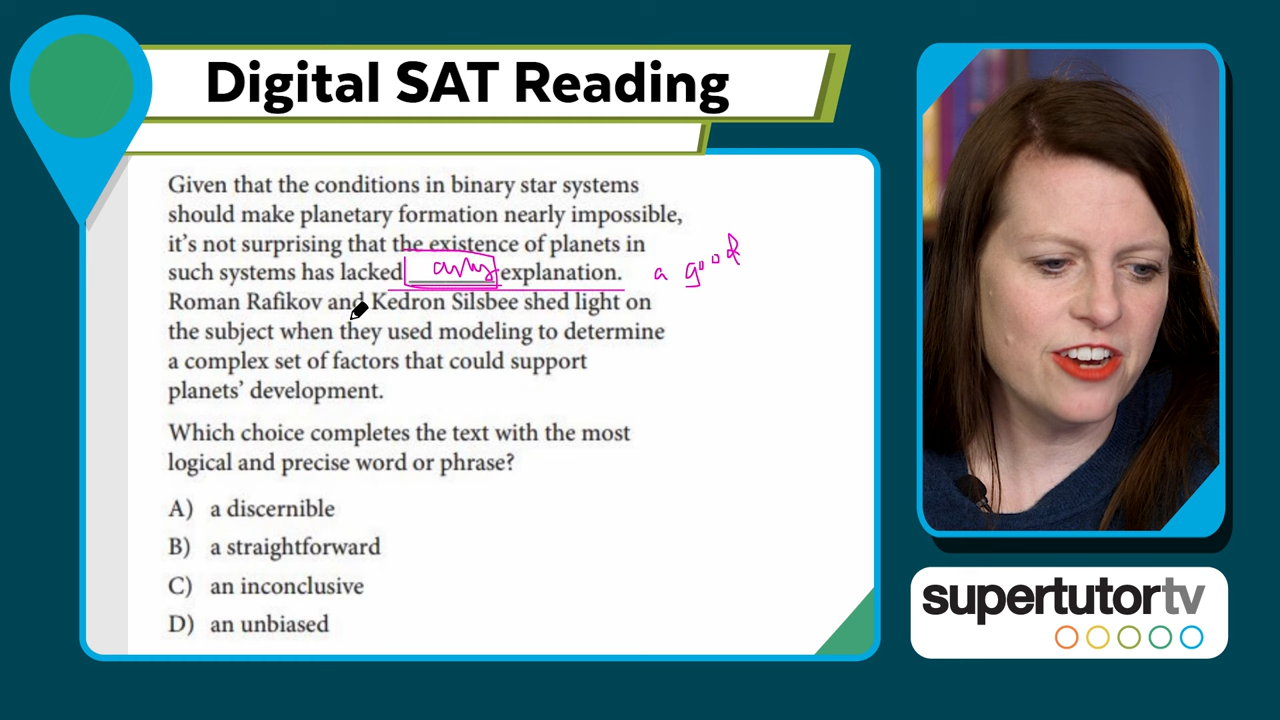 Digital SAT Reading
Given that the conditions in binary star systems
should make planetary formation nearly impossible,
it's not surprising that the existence of planets in
such systems has lacked any explanation. a good
Roman Rafikov and Kedron Silsbee shed light on
the subject when they used modeling to determine
a complex set of factors that could support
planets' development.
Which choice completes the text with the most
logical and precise word or phrase?
A) a discernible
B) a straightforward
C) an inconclusive
D) an unbiased
supertutortv